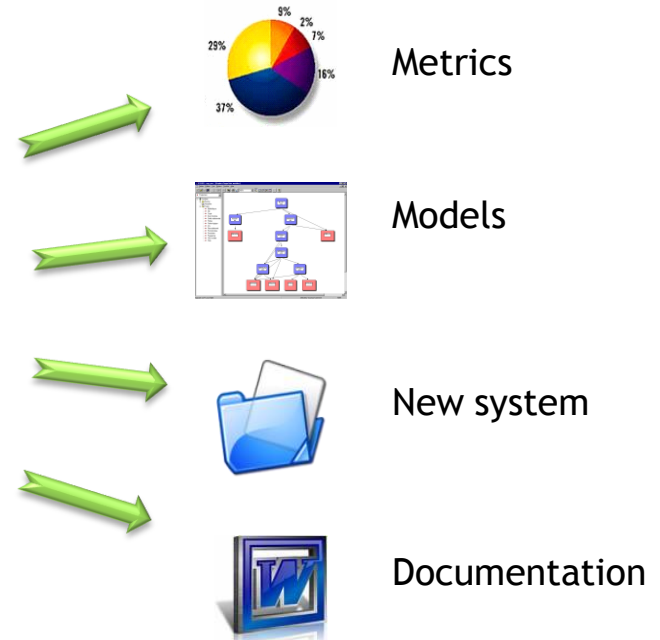 9%
2%
7%
29%
16%
37%
Metrics
Models
New system
W
Documentation